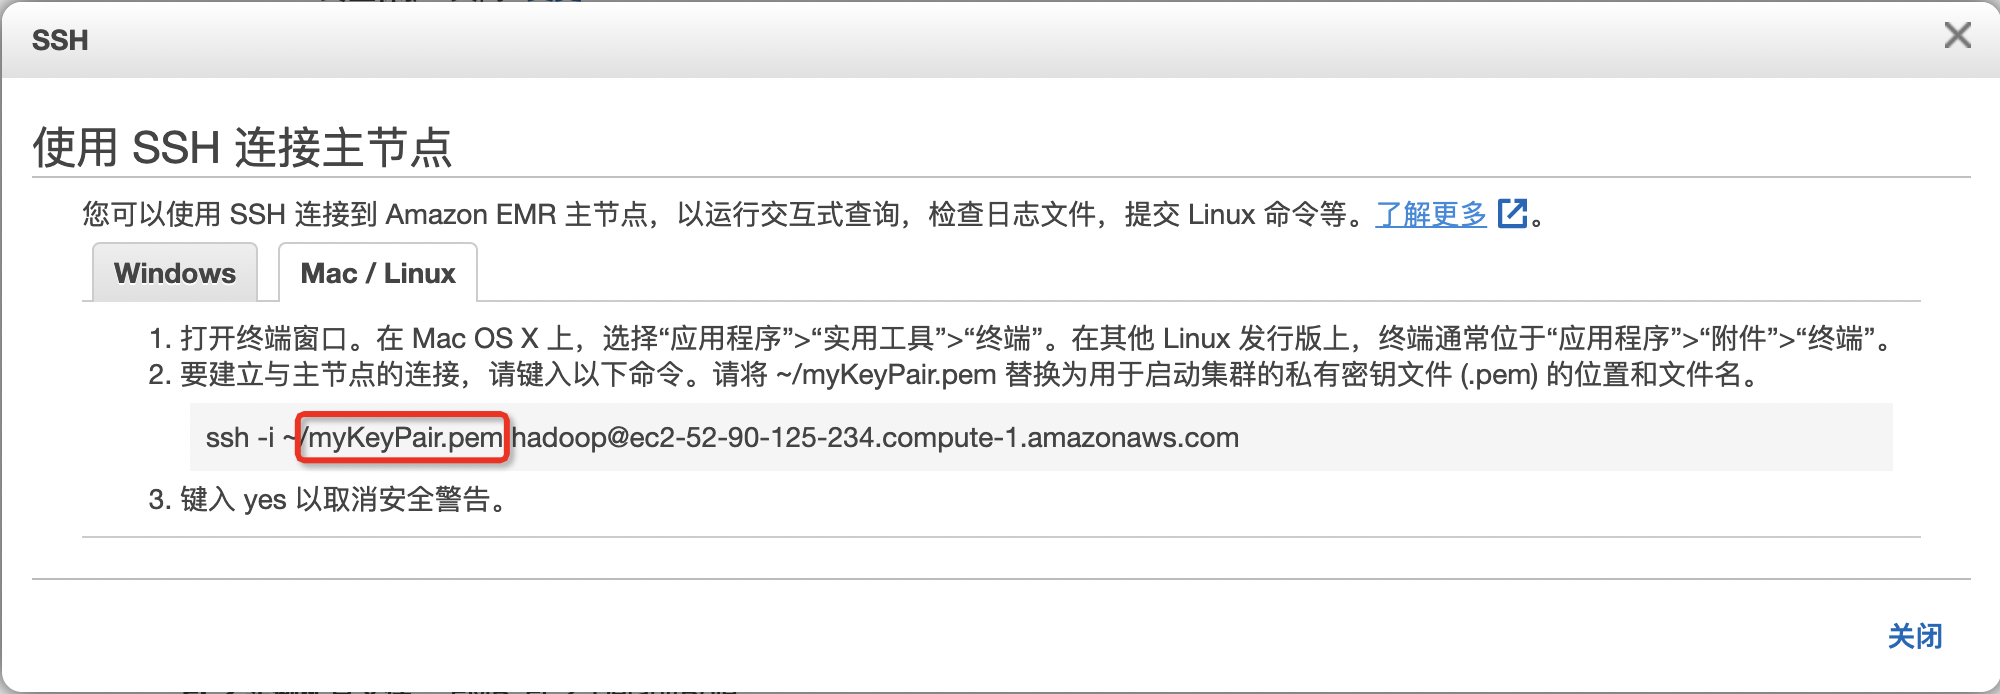 SSH
使用 SSH 连接主节点
您可以使用 SSH 连接到 Amazon EMR 主节点，以运行交互式查询，检查日志文件，提交 Linux 命令等。了解更多。
Windows
Mac / Linux
1. 打开终端窗口。在 Mac OS X 上，选择“应用程序”>“实用工具”>“终端”。在其他 Linux 发行版上，终端通常位于“应用程序”>“附件”>“终端”。
2. 要建立与主节点的连接，请键入以下命令。请将 ~/myKeyPair.pem 替换为用于启动集群的私有密钥文件 (.pem) 的位置和文件名。
ssh -i ~/myKeyPair.pem hadoop@ec2-52-90-125-234.compute-1.amazonaws.com
3. 键入 yes 以取消安全警告。
关闭